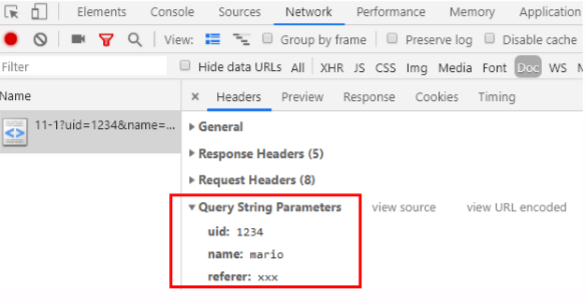 Elements Console Sources Network Performance Memory Application
View: Group by frame Preserve log Disable cache
Filter Hide data URLs All XHR JS CSS Img Media Font Doc WS
Name × Headers Preview Response Cookies Timing
11-1?uid=1234&name=...
▸ General
▸ Response Headers (5)
▸ Request Headers (8)
▾ Query String Parameters view source view URL encoded
uid: 1234
name: mario
referer: xxx